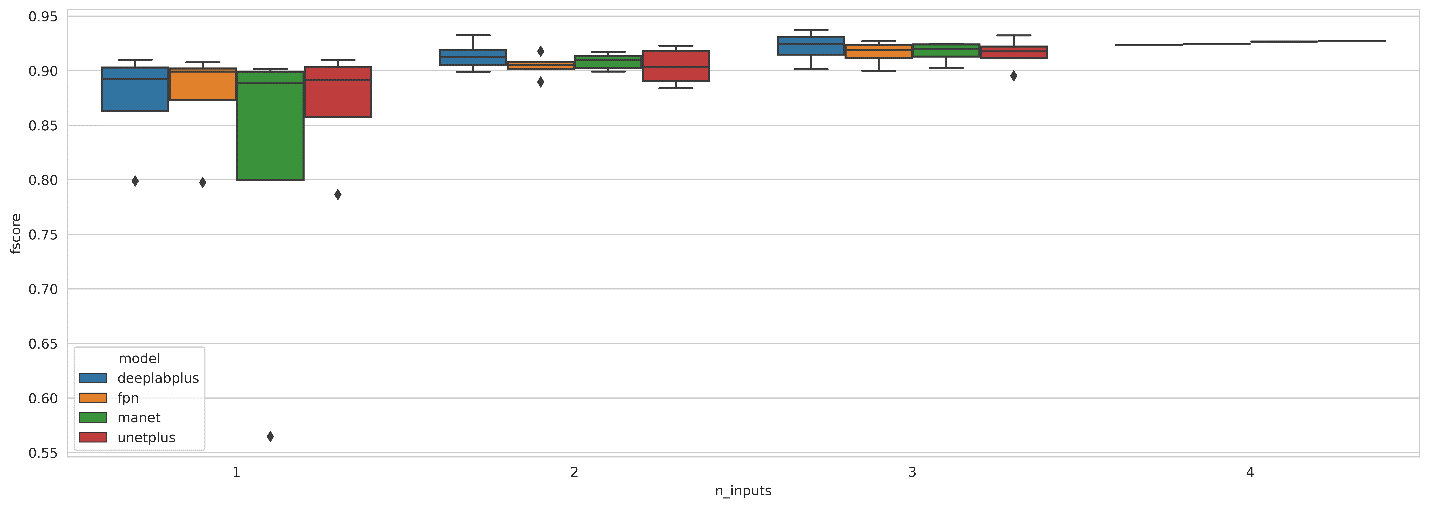 0.95
0.90
0.85
0.80
0.75
0.70
0.65
0.60
0.55
fscore
model
deeplabplus
fpn
manet
unetplus
1 2 3 4
n_inputs